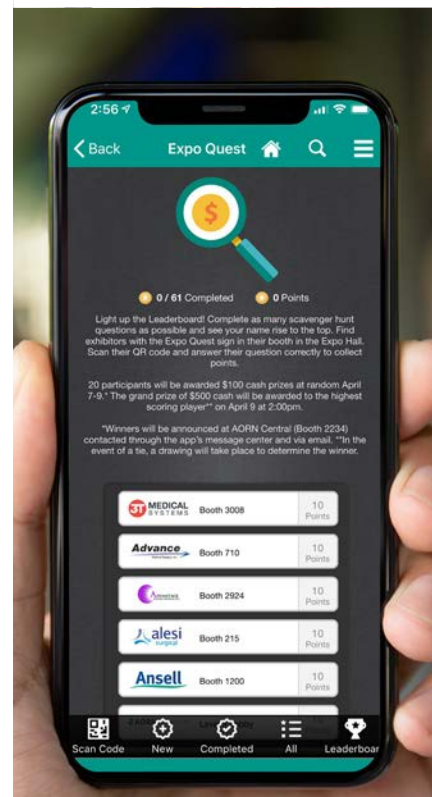 2:56
Back Expo Quest
$
0 / 61 Completed 0 Points
Light up the Leaderboard! Complete as many scavenger hunt
questions as possible and see your name rise to the top. Find
exhibitors with the Expo Quest sign in their booth in the Expo Hall.
Scan their QR code and answer their question correctly to collect
points.
20 participants will be awarded $100 cash prizes at random April
7-9.* The grand prize of $500 cash will be awarded to the highest
scoring player** on April 9 at 2:00pm.
*Winners will be announced at AORN Central (Booth 2234)
contacted through the app's message center and via email. **In the
event of a tie, a drawing will take place to determine the winner.
3T MEDICAL
SYSTEMS Booth 3008 10
Points
Advance Booth 710 10
Points
Booth 2924 10
Points
alesi
surgical Booth 215 10
Points
Ansell Booth 1200 10
Points
Scan Code New Completed All Leaderboar